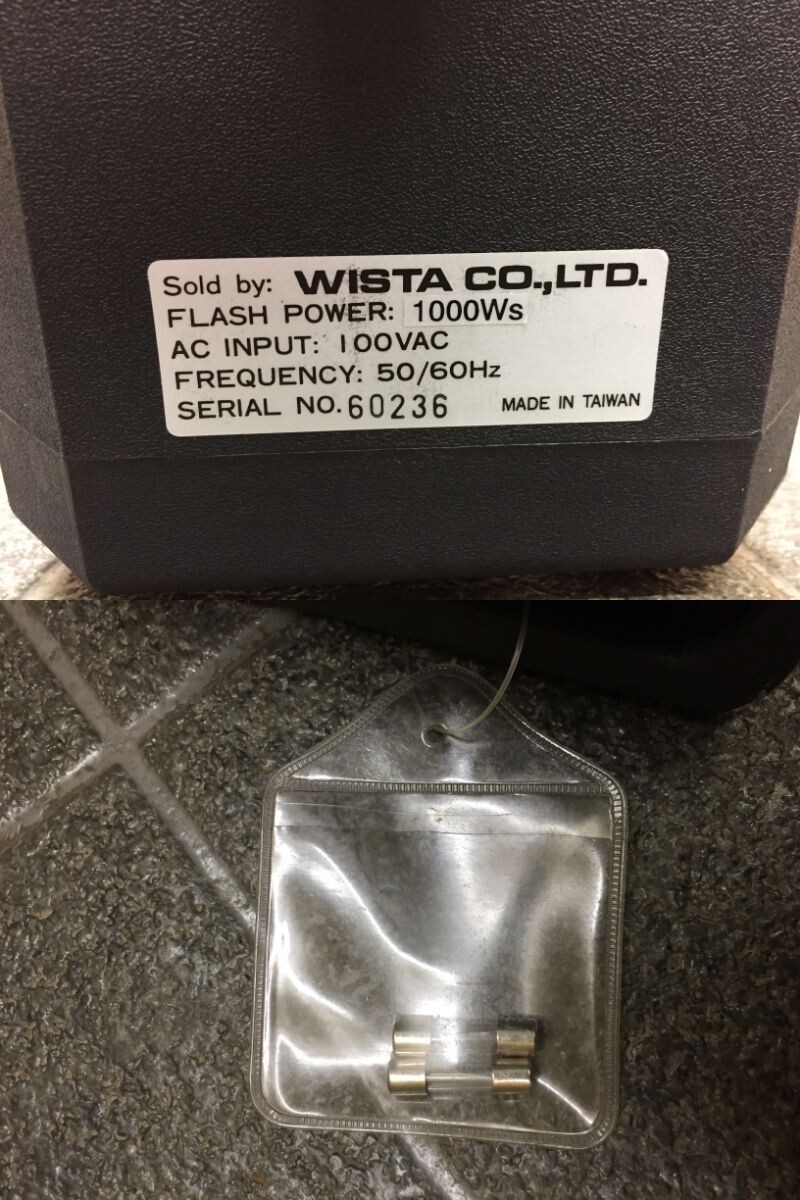 Sold by: WISTA CO.,LTD.
FLASH POWER: 1000Ws
AC INPUT: 100VAC
FREQUENCY: 50/60Hz
SERIAL NO. 60236 MADE IN TAIWAN